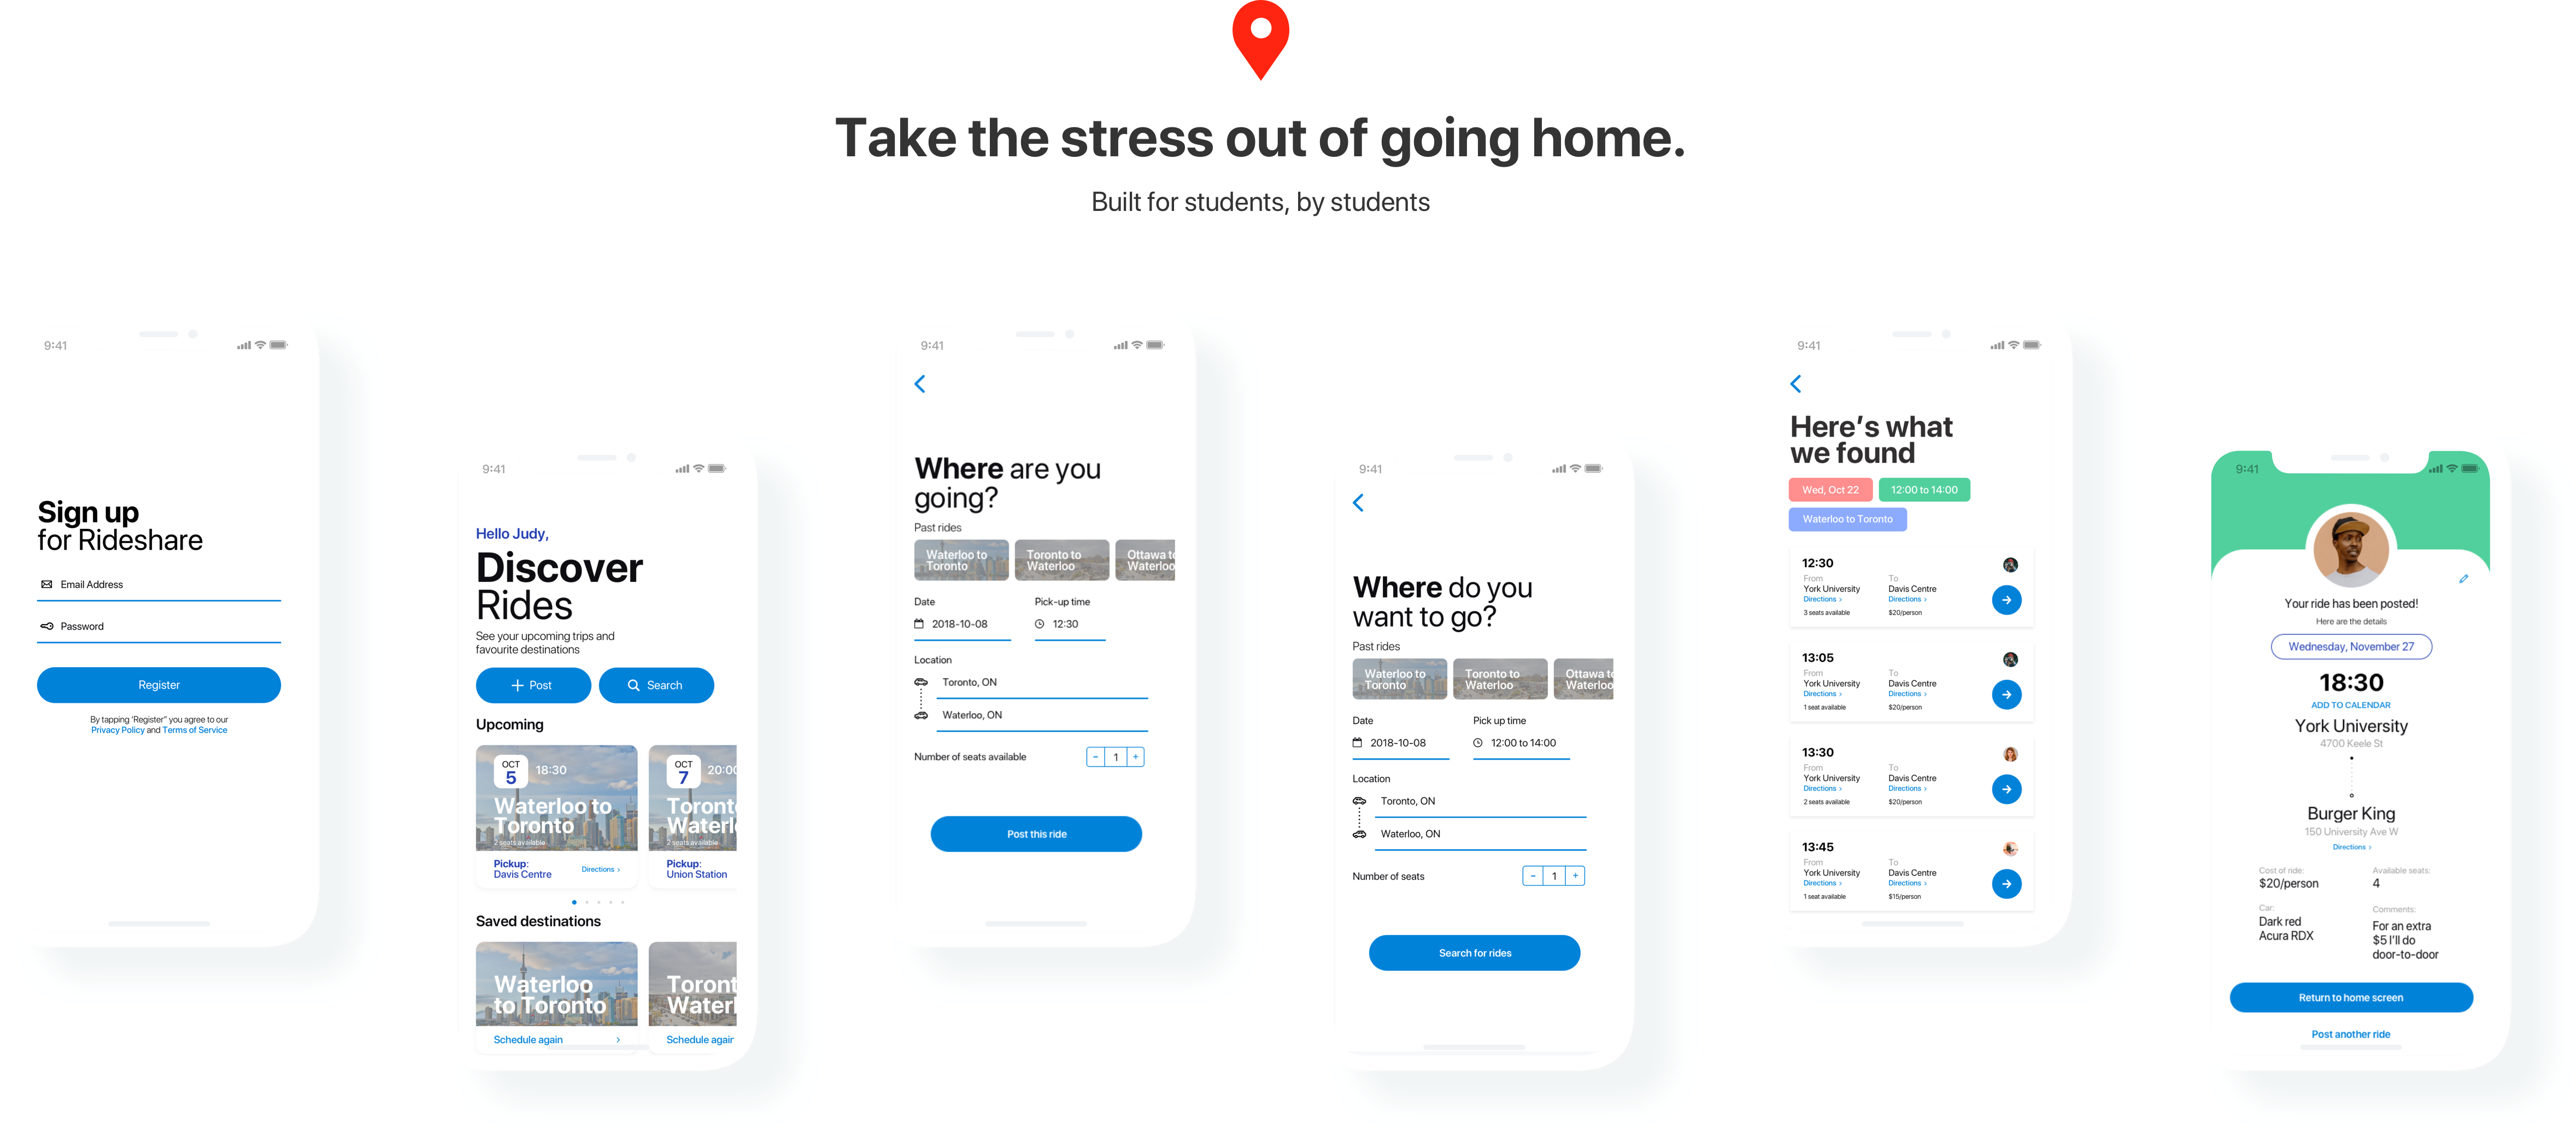 Take the stress out of going home.
Built for students, by students
9:41
Sign up
for Rideshare
Email Address
Password
Register
By tapping 'Register" you agree to our
Privacy Policy and Terms of Service
9:41
Hello Judy,
Discover
Rides
See your upcoming trips and
favourite destinations
Post
Search
Upcoming
OCT
5
18:30
Waterloo to
Toronto
2 seats available
Pickup:
Davis Centre
Directions
OCT
7
20:00
Toront
Waterl
2 seats available
Pickup:
Union Station
Saved destinations
Waterloo
to Toronto
Schedule again
Toront
Waterl
Schedule again
9:41
Where are you
going?
Past rides
Waterloo to
Toronto
Toronto to
Waterloo
Ottawa to
Waterloo
Date
Pick-up time
2018-10-08
12:30
Location
Toronto, ON
Waterloo, ON
Number of seats available
- 1 +
Post this ride
9:41
Where do you
want to go?
Past rides
Waterloo to
Toronto
Toronto to
Waterloo
Ottawa to
Waterloo
Date
Pick up time
2018-10-08
12:00 to 14:00
Location
Toronto, ON
Waterloo, ON
Number of seats
- 1 +
Search for rides
9:41
Here's what
we found
Wed, Oct 22
12:00 to 14:00
Waterloo to Toronto
12:30
From
To
York University
Davis Centre
Directions
Directions
3 seats available
$20/person
13:05
From
To
York University
Davis Centre
Directions
Directions
1 seat available
$20/person
13:30
From
To
York University
Davis Centre
Directions
Directions
2 seats available
$20/person
13:45
From
To
York University
Davis Centre
Directions
Directions
1 seat available
$15/person
9:41
Your ride has been posted!
Here are the details
Wednesday, November 27
18:30
ADD TO CALENDAR
York University
4700 Keele St
Burger King
150 University Ave W
Directions
Cost of ride:
$20/person
Available seats:
4
Car:
Dark red
Acura RDX
Comments:
For an extra
$5 I'll do
door-to-door
Return to home screen
Post another ride